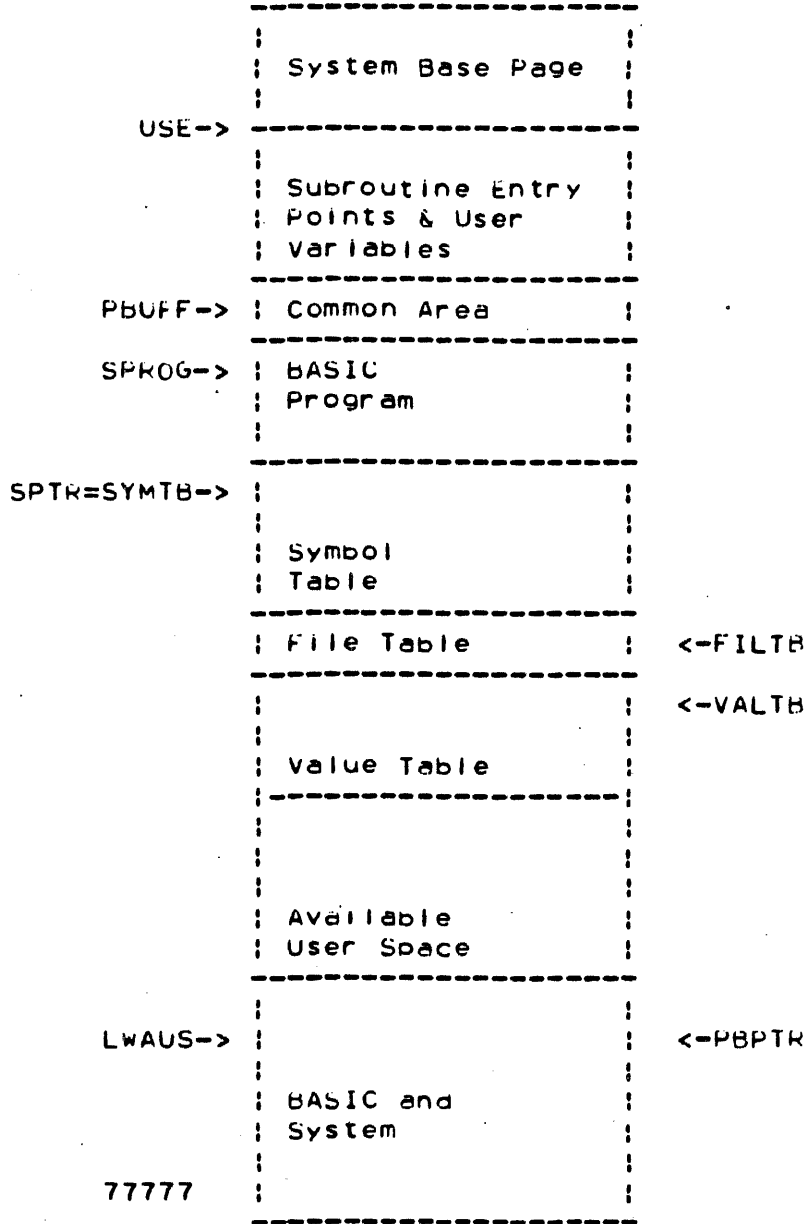 System Base Page
USE->
Subroutine Entry
Points & User
Variables
PBUFF-> Common Area
SPROG-> BASIC
Program
SPTR=SYMTB->
Symbol
Table
File Table <-FILTB
<-VALTB
Value Table
Available
User Space
LWAUS-> <-PBPTR
BASIC and
System
77777